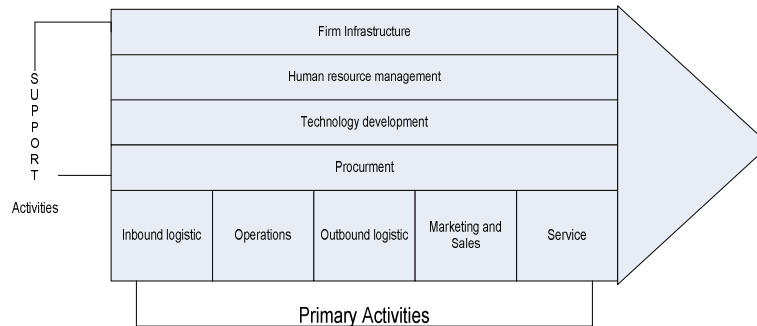 Firm Infrastructure
Human resource management
Technology development
Procurment
SUPPORT
Activities
Inbound logistic
Operations
Outbound logistic
Marketing and
Sales
Service
Primary Activities